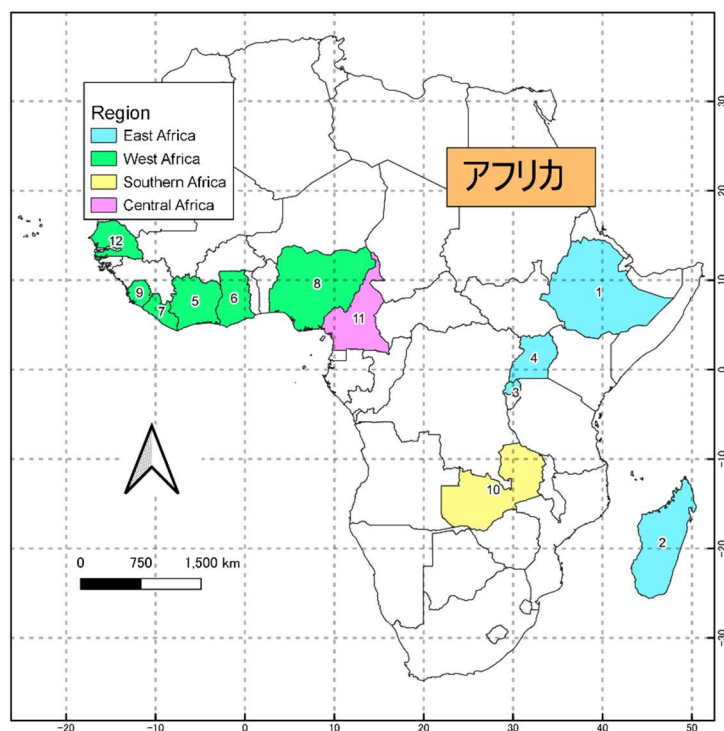 Region
East Africa
West Africa
Southern Africa
Central Africa
アフリカ
12
9
7
5
6
8
11
1
4
3
10
2
0 750 1,500 km
30
20
10
0
-10
-20
-30
-20 -10 0 10 20 30 40 50